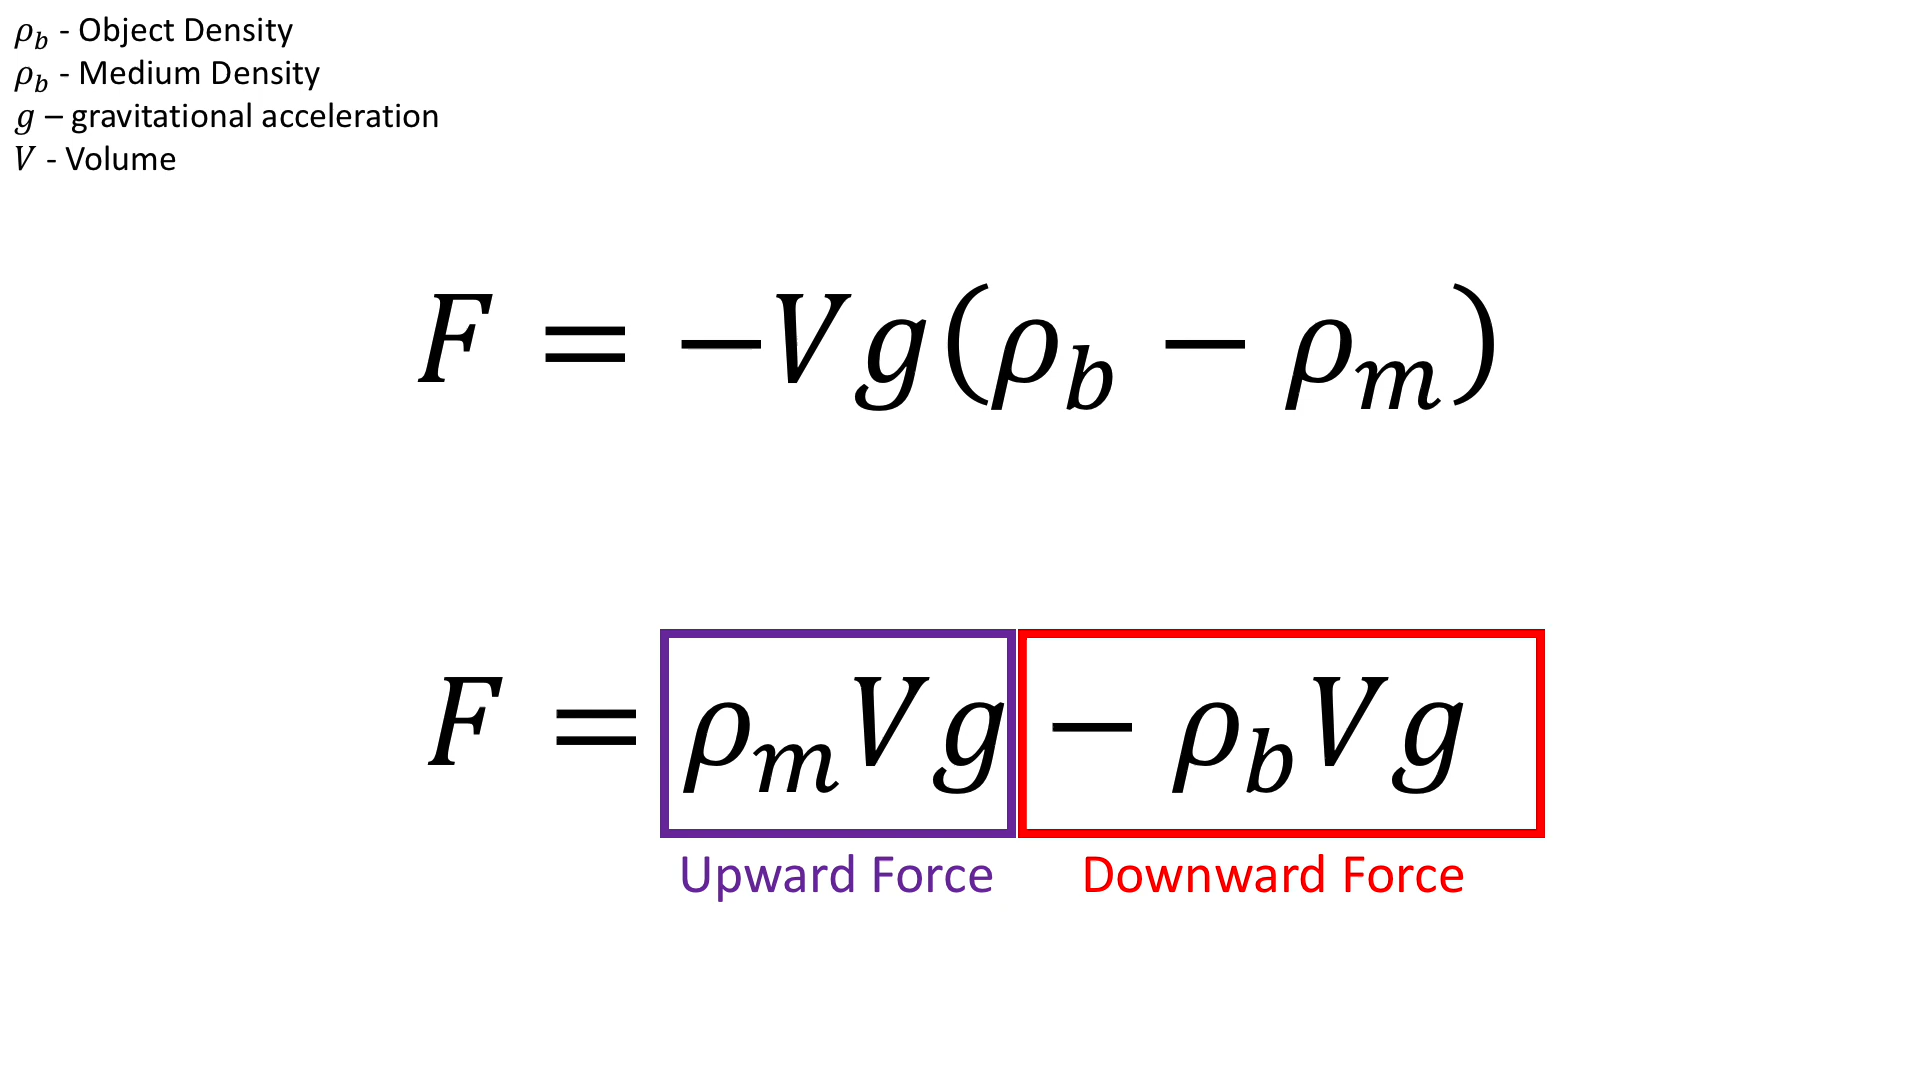 ρ_b - Object Density
ρ_b - Medium Density
g – gravitational acceleration
V - Volume
F = −Vg(ρ_b − ρ_m)
F = ρ_mVg − ρ_bVg
Upward Force Downward Force